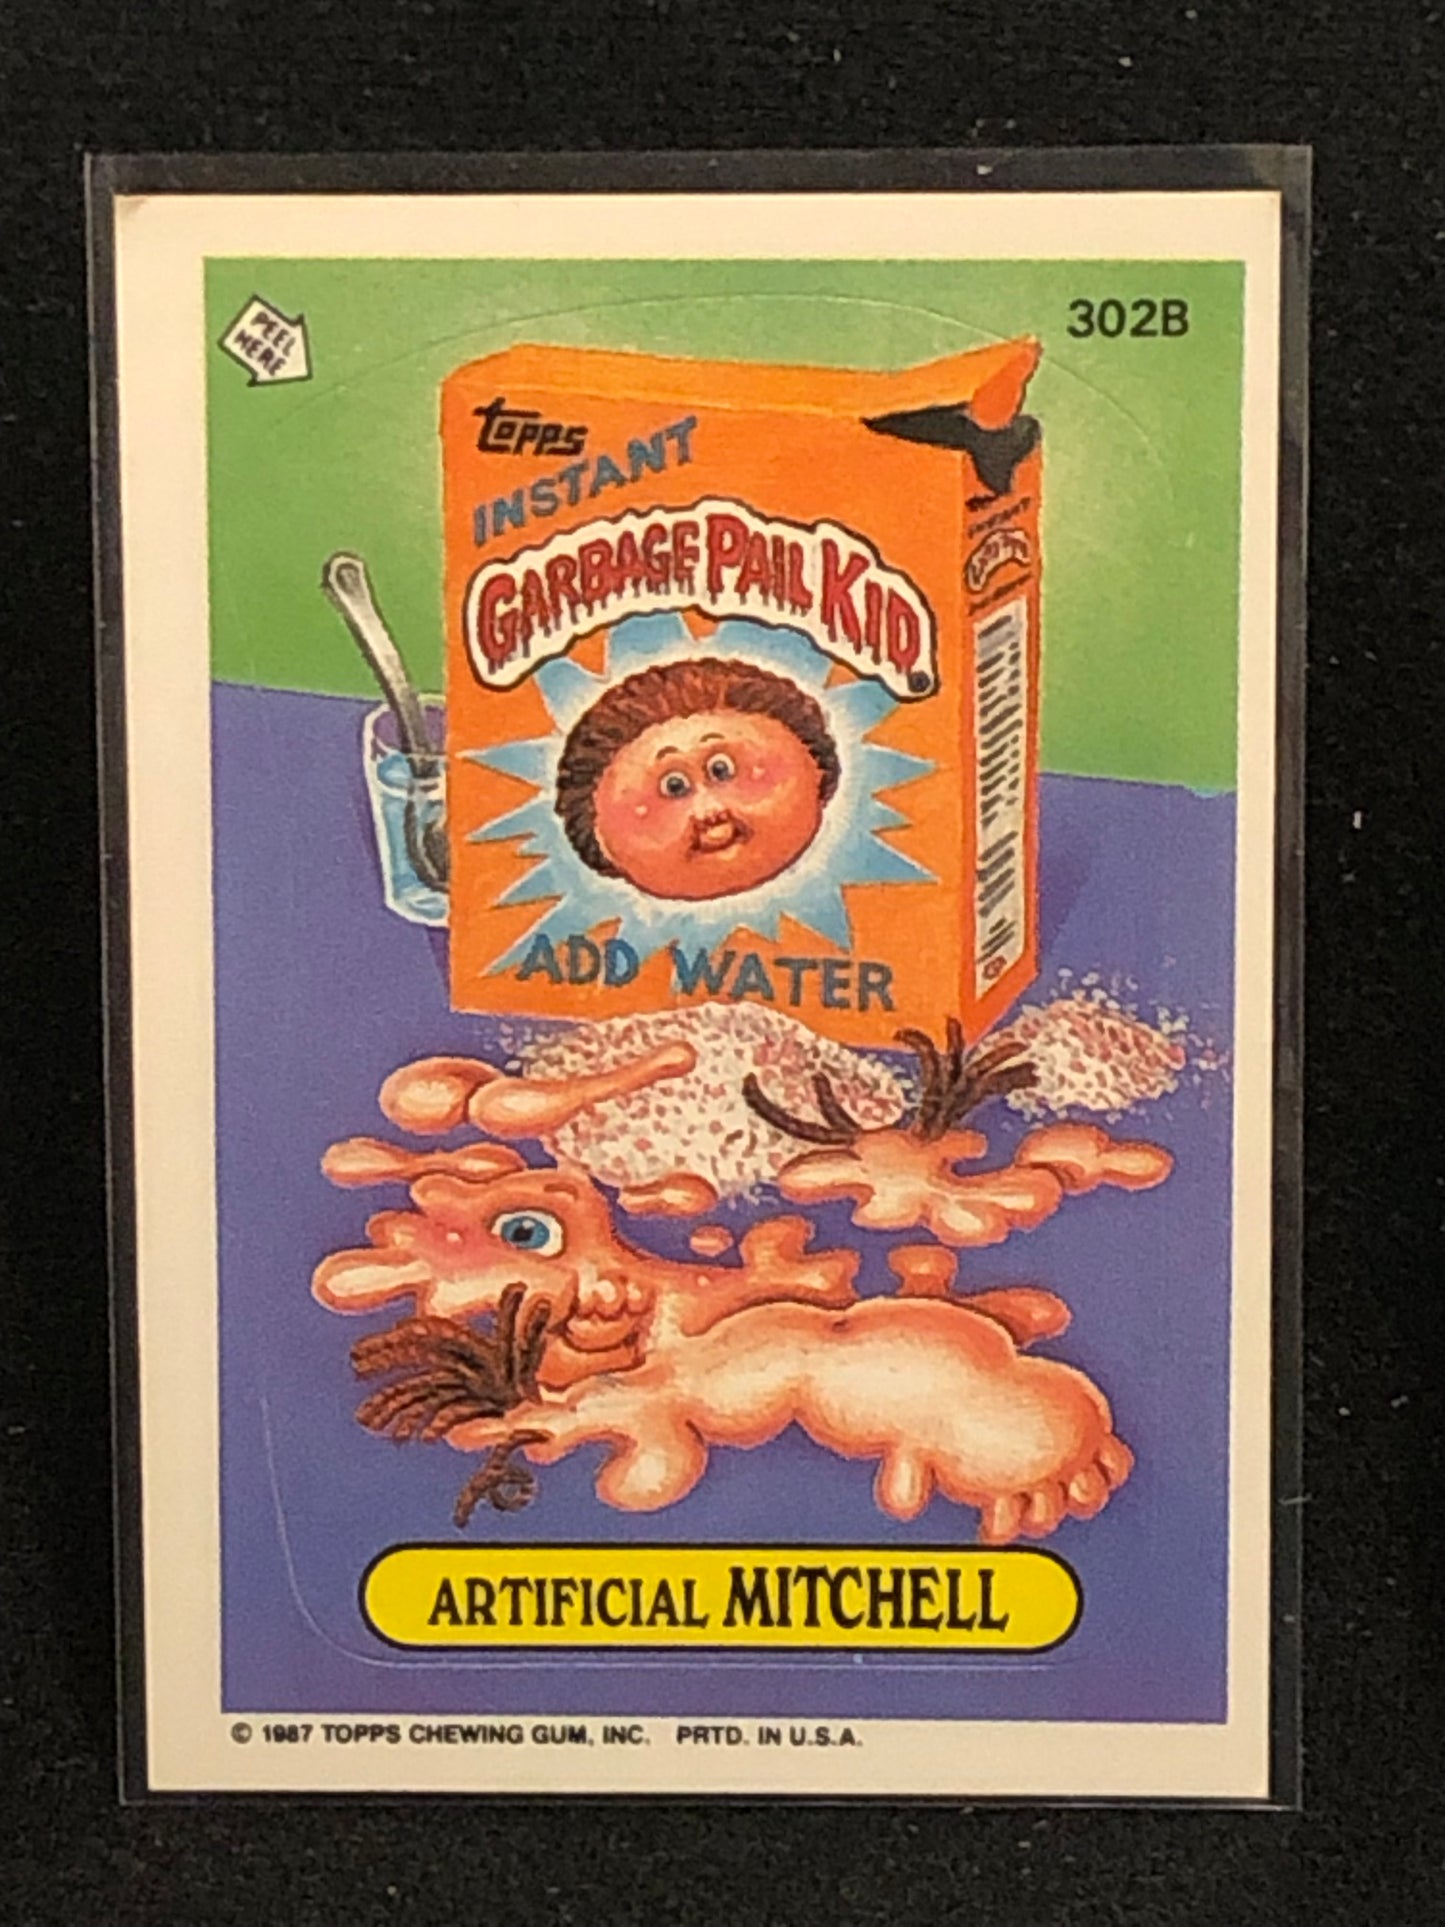 PEEL
HERE
302B
topps
INSTANT
GARBAGE PAIL KID
INSTANT
ADD WATER
ARTIFICIAL MITCHELL
© 1987 TOPPS CHEWING GUM, INC. PRTD. IN U.S.A.